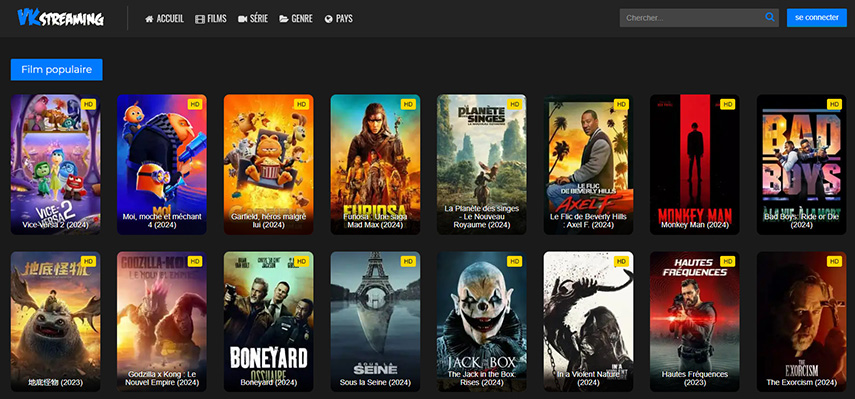 VKSTREAMING
ACCUEIL
FILMS
SÉRIE
GENRE
PAYS
Chercher...
se connecter
Film populaire
HD
HD
HD
HD
HD
HD
HD
HD
VICE-VERSA 2
Vice-Versa 2 (2024)
MOI
Moi, moche et méchant
4 (2024)
Garfield, héros malgré
lui (2024)
FURIOSA
Furiosa : Une saga
Mad Max (2024)
PLANÈTE
SINGES
La Planète des singes
- Le Nouveau
Royaume (2024)
LE FLIC
DE BEVERLY HILLS
AXEL F.
Le Flic de Beverly Hills
: Axel F. (2024)
MONKEY MAN
Monkey Man (2024)
BAD
BOYS
Bad Boys: Ride or Die
(2024)
HD
HD
HD
HD
HD
HD
HD
HD
地底怪物
地底怪物 (2023)
GODZILLA-KONG
LE NOUVEL EMPIRE
Godzilla x Kong : Le
Nouvel Empire (2024)
BONEYARD
OSSUAIRE
Boneyard (2024)
SOUS LA
SEINE
Sous la Seine (2024)
JACK BOX
The Jack in the Box:
Rises (2024)
IN A
In a Violent Nature
(2024)
HAUTES
FRÉQUENCES
Hautes Fréquences
(2023)
THE
EXORCISM
The Exorcism (2024)